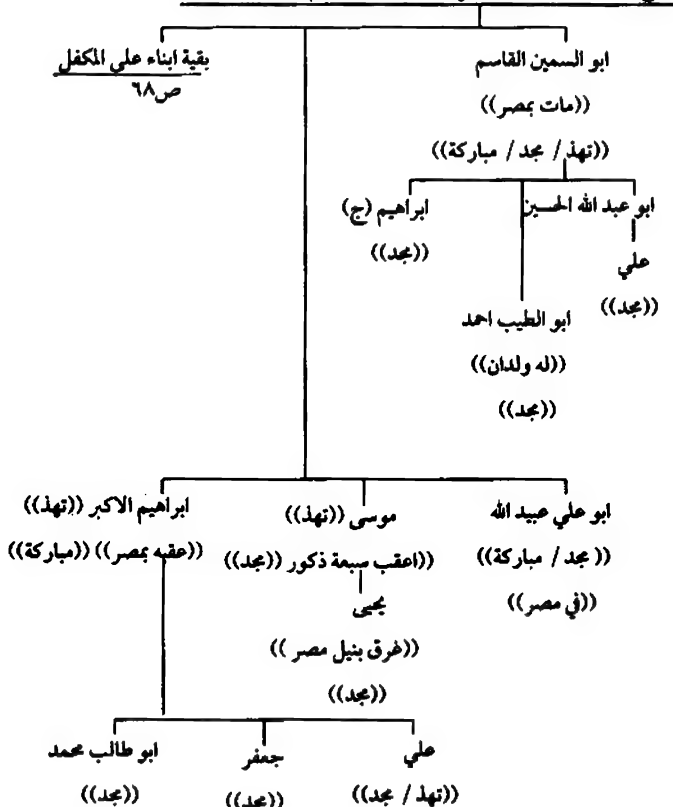 ابو السمين القاسم
((مات بمصر))
((تهذ / مجد / مباركة))
بقية ابناء علي المكفل
ص٦٨
ابو عبد الله الحسين
علي
((مجد))
ابو الطيب احمد
((له ولدان))
((مجد))
ابراهيم (ج)
((مجد))
ابو علي عبيد الله
((مجد / مباركة))
((في مصر))
موسى ((تهذ))
((اعقب سبعة ذكور ((مجد))
يحيى
((غرق بنيل مصر))
((مجد))
ابراهيم الاكبر ((تهذ))
((عقبه بمصر)) ((مباركة))
علي
((تهذ / مجد))
جعفر
((مجد))
ابو طالب محمد
((مجد))